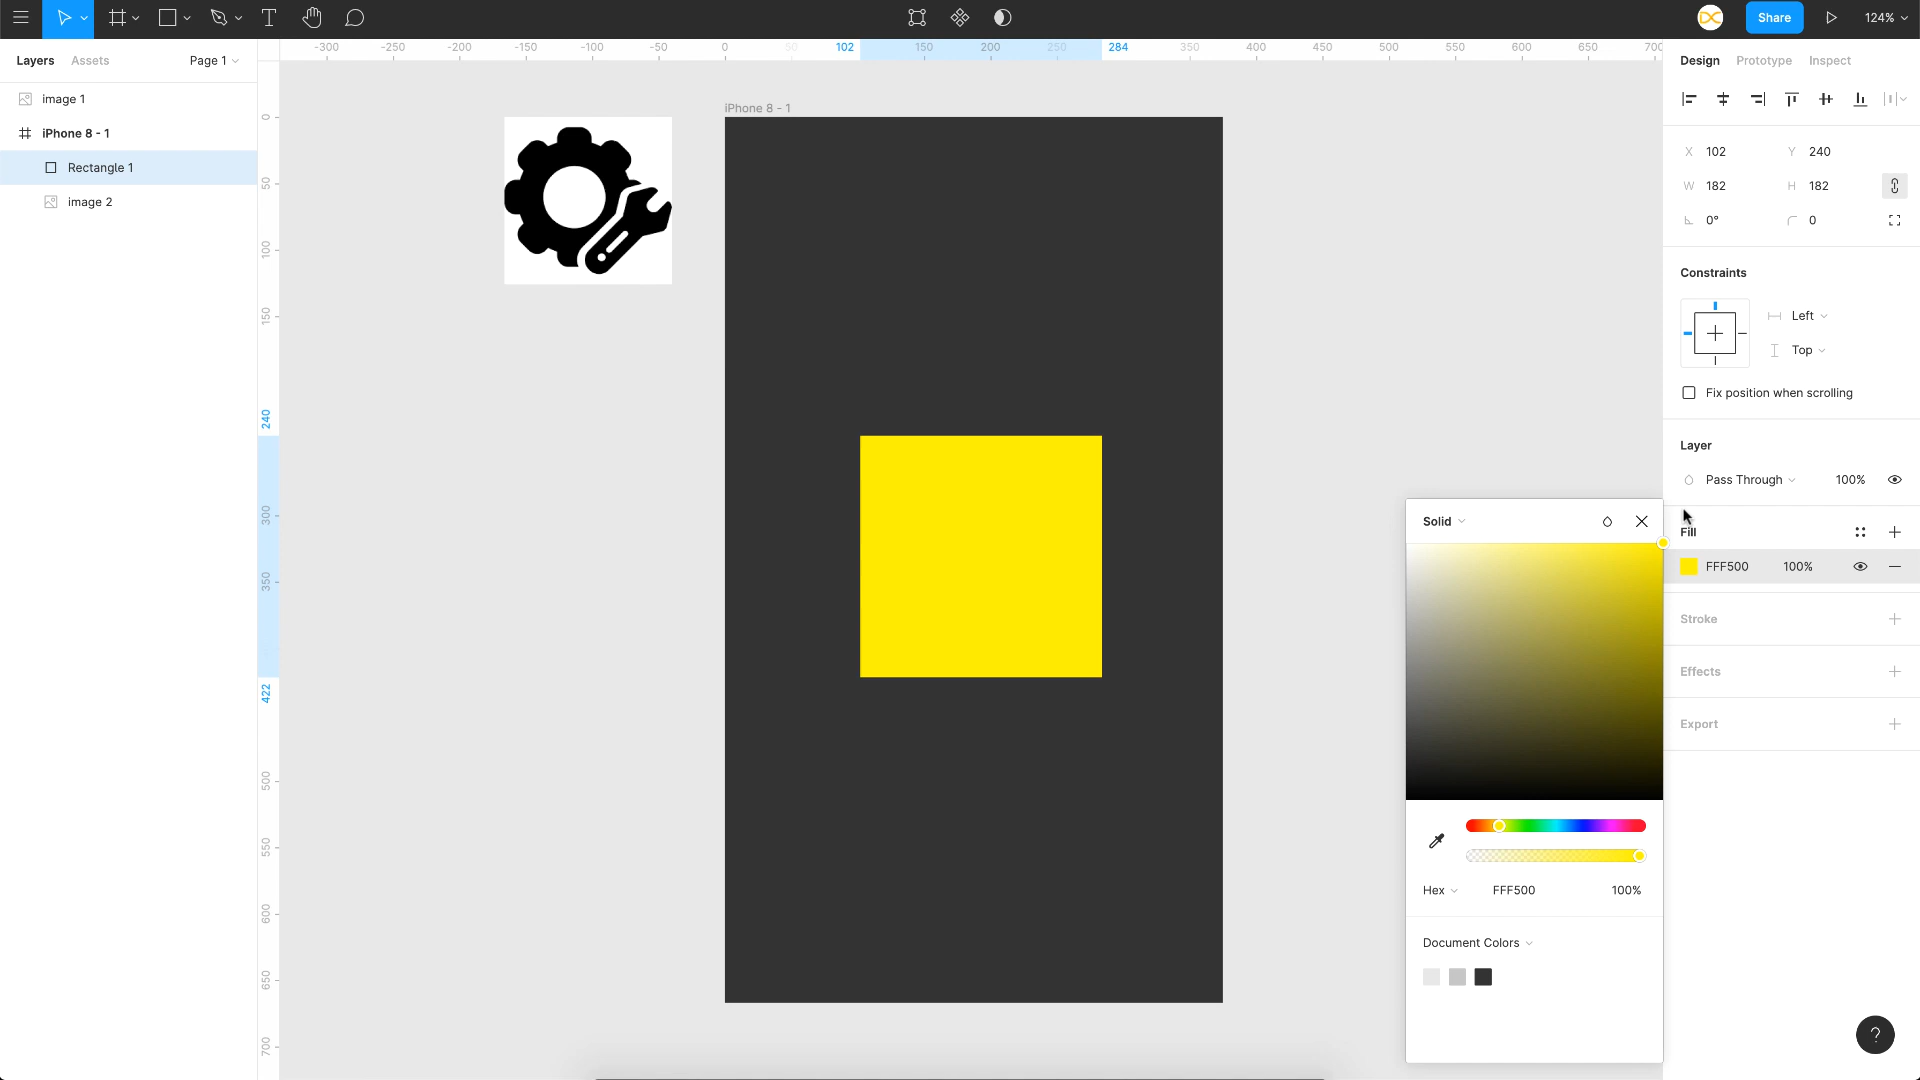 Share
124%
Layers
Assets
Page 1
image 1
iPhone 8 - 1
Rectangle 1
image 2
-300
-250
-200
-150
-100
-50
0
50
102
150
200
250
284
350
400
450
500
550
600
650
700
0
50
100
150
240
300
350
422
500
550
600
650
700
iPhone 8 - 1
Design
Prototype
Inspect
X 102
Y 240
W 182
H 182
0°
0
Constraints
Left
Top
Fix position when scrolling
Layer
Pass Through
100%
Fill
FFF500
100%
Stroke
Effects
Export
Solid
Hex
FFF500
100%
Document Colors
?